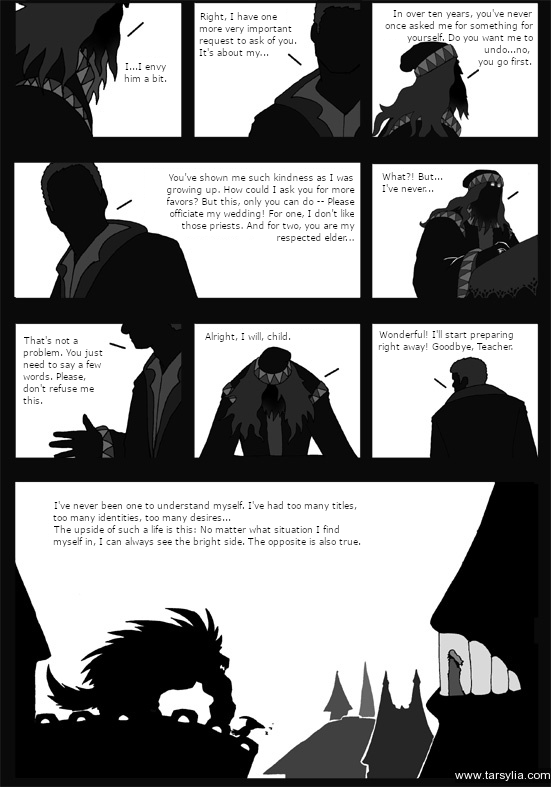 I...I envy
him a bit.
Right, I have one
more very important
request to ask of you.
It's about my...
In over ten years, you've never
once asked me for something for
yourself. Do you want me to
undo...no,
you go first.
You've shown me such kindness as I was
growing up. How could I ask you for more
favors? But this, only you can do -- Please
officiate my wedding! For one, I don't like
those priests. And for two, you are my
respected elder...
What?! But...
I've never...
That's not a
problem. You just
need to say a few
words. Please,
don't refuse me
this.
Alright, I will, child.
Wonderful! I'll start preparing
right away! Goodbye, Teacher.
I've never been one to understand myself. I've had too many titles,
too many identities, too many desires...
The upside of such a life is this: No matter what situation I find
myself in, I can always see the bright side. The opposite is also true.
www.tarsylia.com